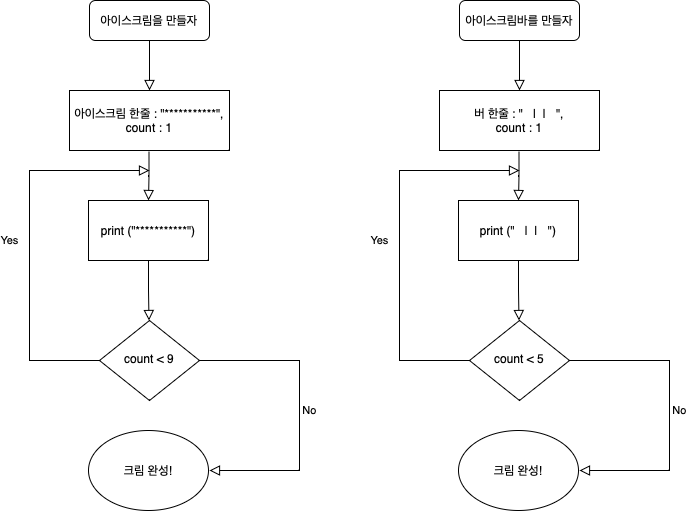 아이스크림을 만들자
아이스크림 한줄 : "***********",
count : 1
print ("***********")
Yes
count < 9
No
크림 완성!
아이스크림바를 만들자
버 한줄 : "   ㅣㅣ   ",
count : 1
print ("   ㅣㅣ   ")
Yes
count < 5
No
크림 완성!